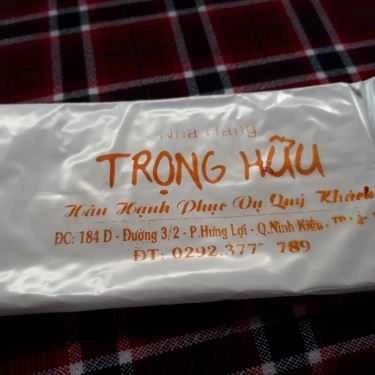 Nhà Hàng
TRỌNG HỮU
Hân Hạnh Phục Vụ Quý Khách
ĐC: 184 D - Đường 3/2 - P.Hưng Lợi - Q.Ninh Kiều - TP.
ĐT: 0292.377 789